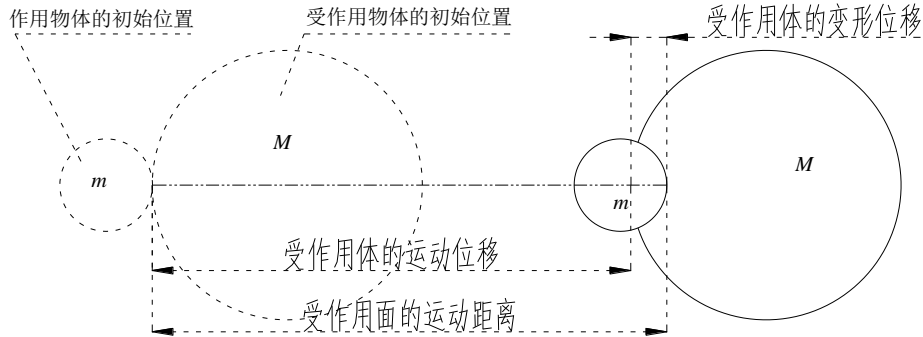 作用物体的初始位置
受作用物体的初始位置
受作用体的变形位移
m
M
m
M
受作用体的运动位移
受作用面的运动距离